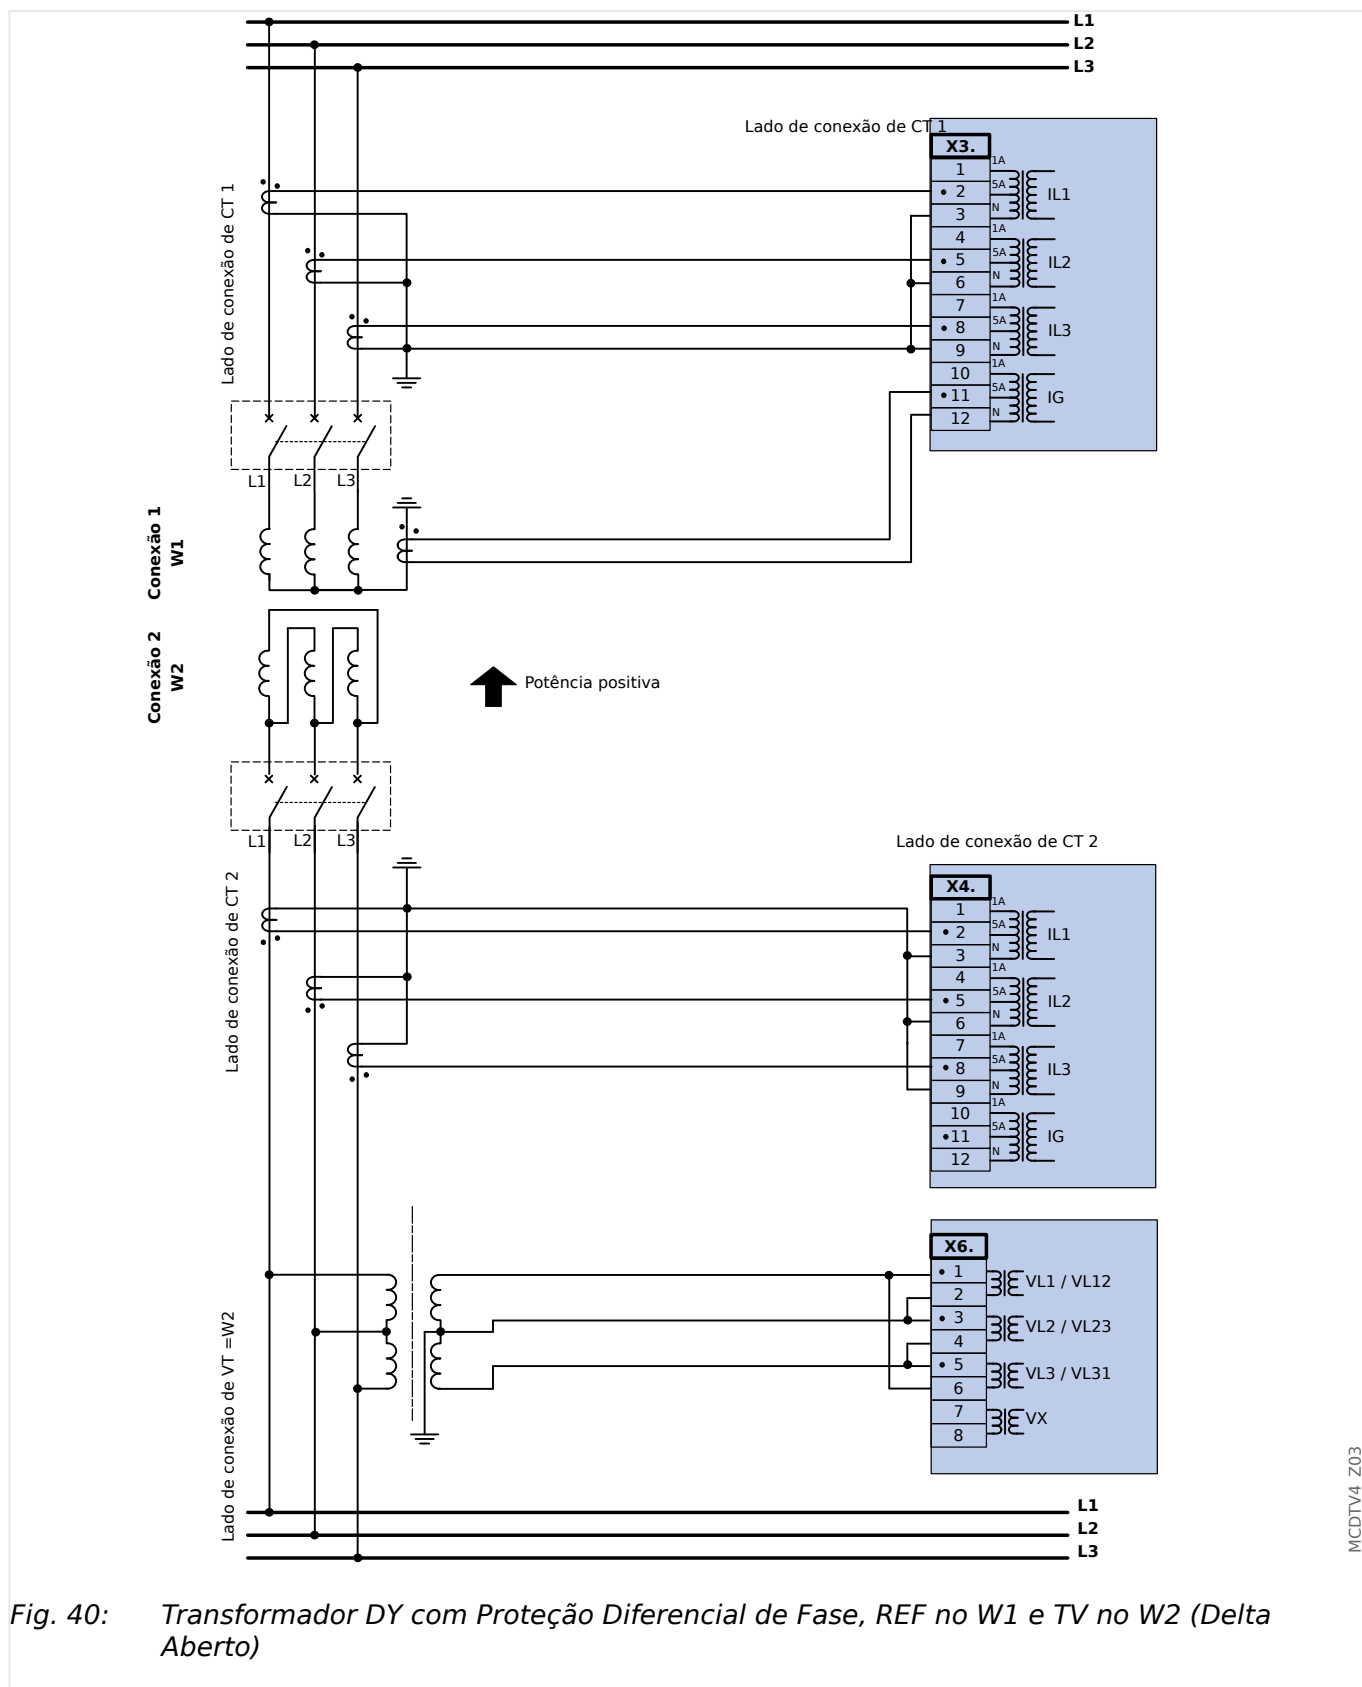 L1
L2
L3
Lado de conexão de CT 1
X3.
1
2
3
4
5
6
7
8
9
10
11
12
1A
5A
N
IL1
1A
5A
N
IL2
1A
5A
N
IL3
1A
5A
N
IG
Lado de conexão de CT 1
L1
L2
L3
Conexão 1
W1
Conexão 2
W2
Potência positiva
L1
L2
L3
Lado de conexão de CT 2
Lado de conexão de CT 2
X4.
1
2
3
4
5
6
7
8
9
10
11
12
1A
5A
N
IL1
1A
5A
N
IL2
1A
5A
N
IL3
1A
5A
N
IG
X6.
1
2
3
4
5
6
7
8
VL1 / VL12
VL2 / VL23
VL3 / VL31
VX
Lado de conexão de VT =W2
L1
L2
L3
MCDTV4_Z03
Fig. 40: Transformador DY com Proteção Diferencial de Fase, REF no W1 e TV no W2 (Delta
Aberto)